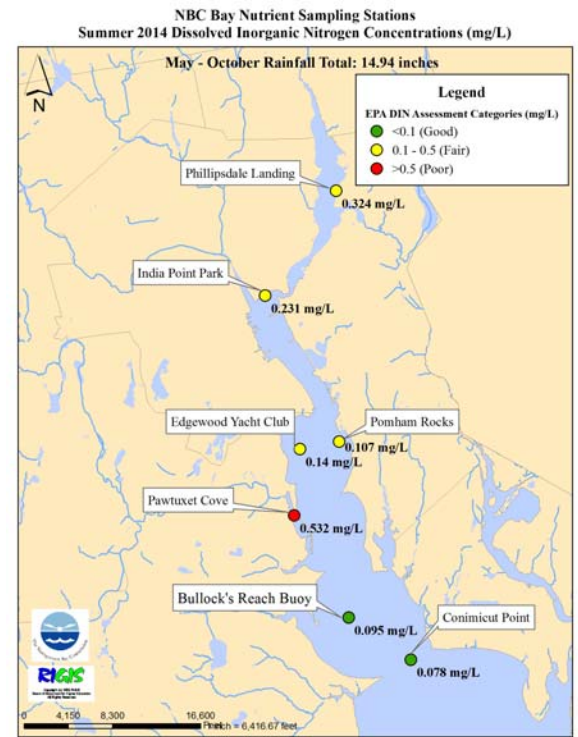 NBC Bay Nutrient Sampling Stations
Summer 2014 Dissolved Inorganic Nitrogen Concentrations (mg/L)
May - October Rainfall Total: 14.94 inches
N
Legend
EPA DIN Assessment Categories (mg/L)
<0.1 (Good)
0.1 - 0.5 (Fair)
>0.5 (Poor)
Phillipsdale Landing
0.324 mg/L
India Point Park
0.231 mg/L
Edgewood Yacht Club
Pomham Rocks
0.107 mg/L
0.14 mg/L
Pawtuxet Cove
0.532 mg/L
Bullock's Reach Buoy
0.095 mg/L
Conimicut Point
0.078 mg/L
RIGIS
0 4,150 8,300 16,600
inch = 6,416.67 feet